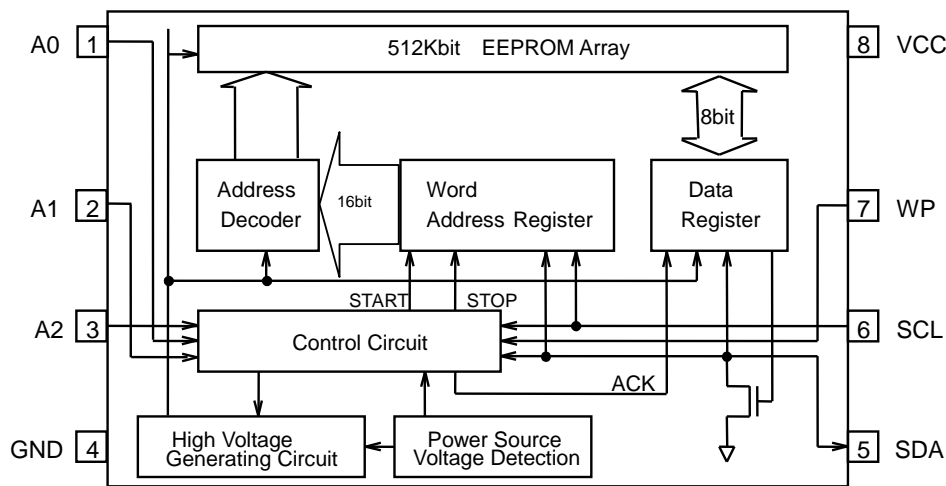 A0
1
512Kbit EEPROM Array
8
VCC
8bit
A1
2
Address
Decoder
16bit
Word
Address Register
Data
Register
7
WP
START
STOP
A2
3
Control Circuit
6
SCL
ACK
GND
4
High Voltage
Generating Circuit
Power Source
Voltage Detection
5
SDA